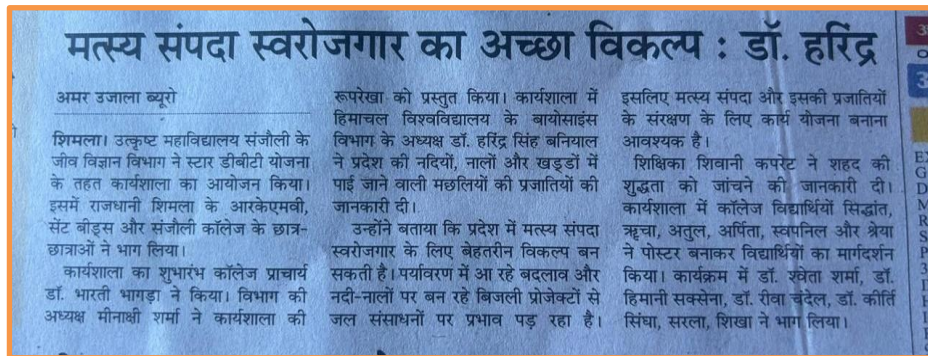 मत्स्य संपदा स्वरोजगार का अच्छा विकल्प : डॉ. हरिंद्र
अमर उजाला ब्यूरो
शिमला। उत्कृष्ट महाविद्यालय संजौली के
जीव विज्ञान विभाग ने स्टार डीबीटी योजना
के तहत कार्यशाला का आयोजन किया।
इसमें राजधानी शिमला के आरकेएमवी,
सेंट बीड्स और संजौली कॉलेज के छात्र-
छात्राओं ने भाग लिया।
कार्यशाला का शुभारंभ कॉलेज प्राचार्य
डॉ. भारती भागड़ा ने किया। विभाग की
अध्यक्ष मीनाक्षी शर्मा ने कार्यशाला की
रूपरेखा को प्रस्तुत किया। कार्यशाला में
हिमाचल विश्वविद्यालय के बायोसाइंस
विभाग के अध्यक्ष डॉ. हरिंद्र सिंह बनियाल
ने प्रदेश की नदियों, नालों और खड्डों में
पाई जाने वाली मछलियों की प्रजातियों की
जानकारी दी।
उन्होंने बताया कि प्रदेश में मत्स्य संपदा
स्वरोजगार के लिए बेहतरीन विकल्प बन
सकती है। पर्यावरण में आ रहे बदलाव और
नदी-नालों पर बन रहे बिजली प्रोजेक्टों से
जल संसाधनों पर प्रभाव पड़ रहा है।
इसलिए मत्स्य संपदा और इसकी प्रजातियों
के संरक्षण के लिए कार्य योजना बनाना
आवश्यक है।
शिक्षिका शिवानी कपरेट ने शहद की
शुद्धता को जांचने की जानकारी दी।
कार्यशाला में कॉलेज विद्यार्थियों सिद्धांत,
ऋचा, अतुल, अर्पिता, स्वपनिल और श्रेया
ने पोस्टर बनाकर विद्यार्थियों का मार्गदर्शन
किया। कार्यक्रम में डॉ. श्वेता शर्मा, डॉ.
हिमानी सक्सेना, डॉ. रीवा चंदेल, डॉ. कीर्ति
सिंघा, सरला, शिखा ने भाग लिया।